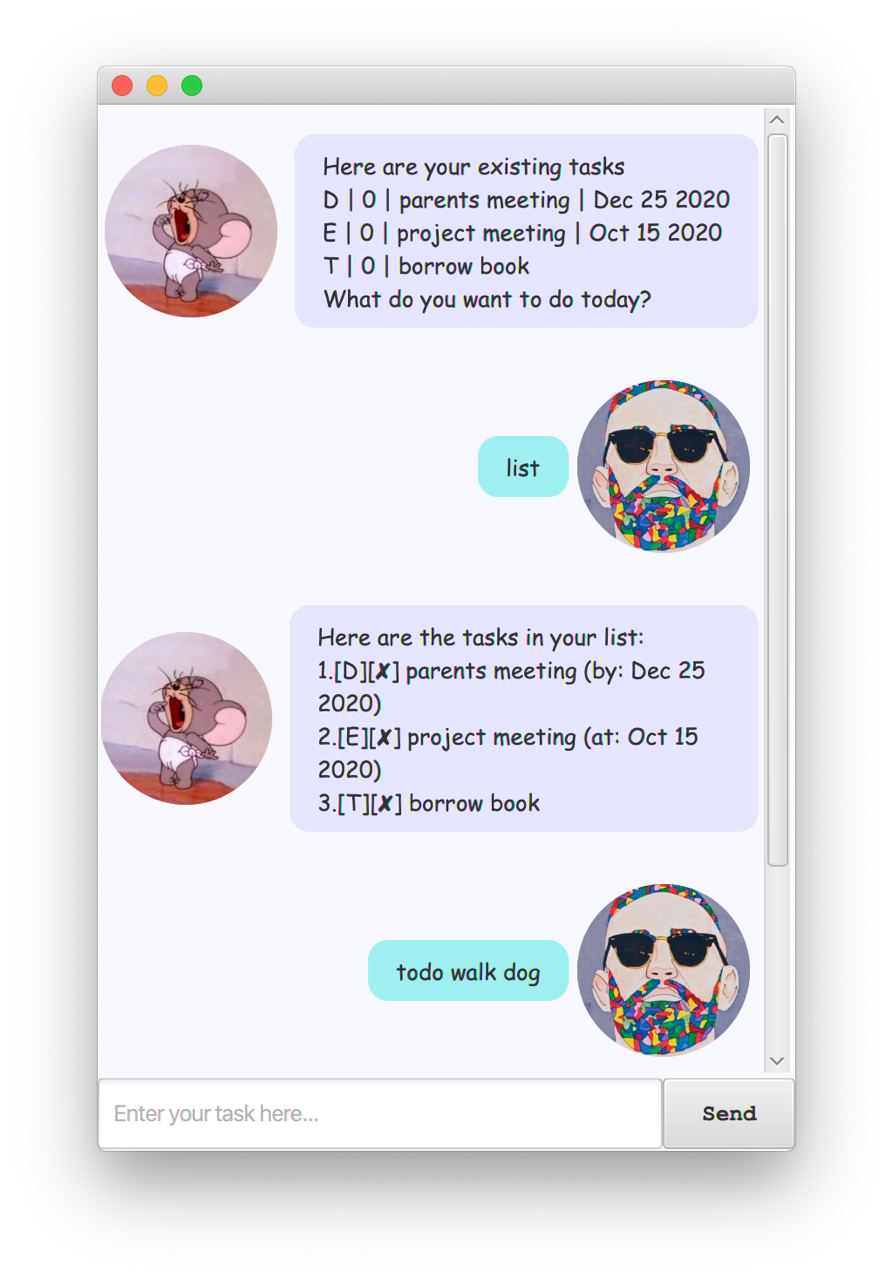 Here are your existing tasks
D | 0 | parents meeting | Dec 25 2020
E | 0 | project meeting | Oct 15 2020
T | 0 | borrow book
What do you want to do today?
list
Here are the tasks in your list:
1.[D][✘] parents meeting (by: Dec 25
2020)
2.[E][✘] project meeting (at: Oct 15
2020)
3.[T][✘] borrow book
todo walk dog
Enter your task here...
Send